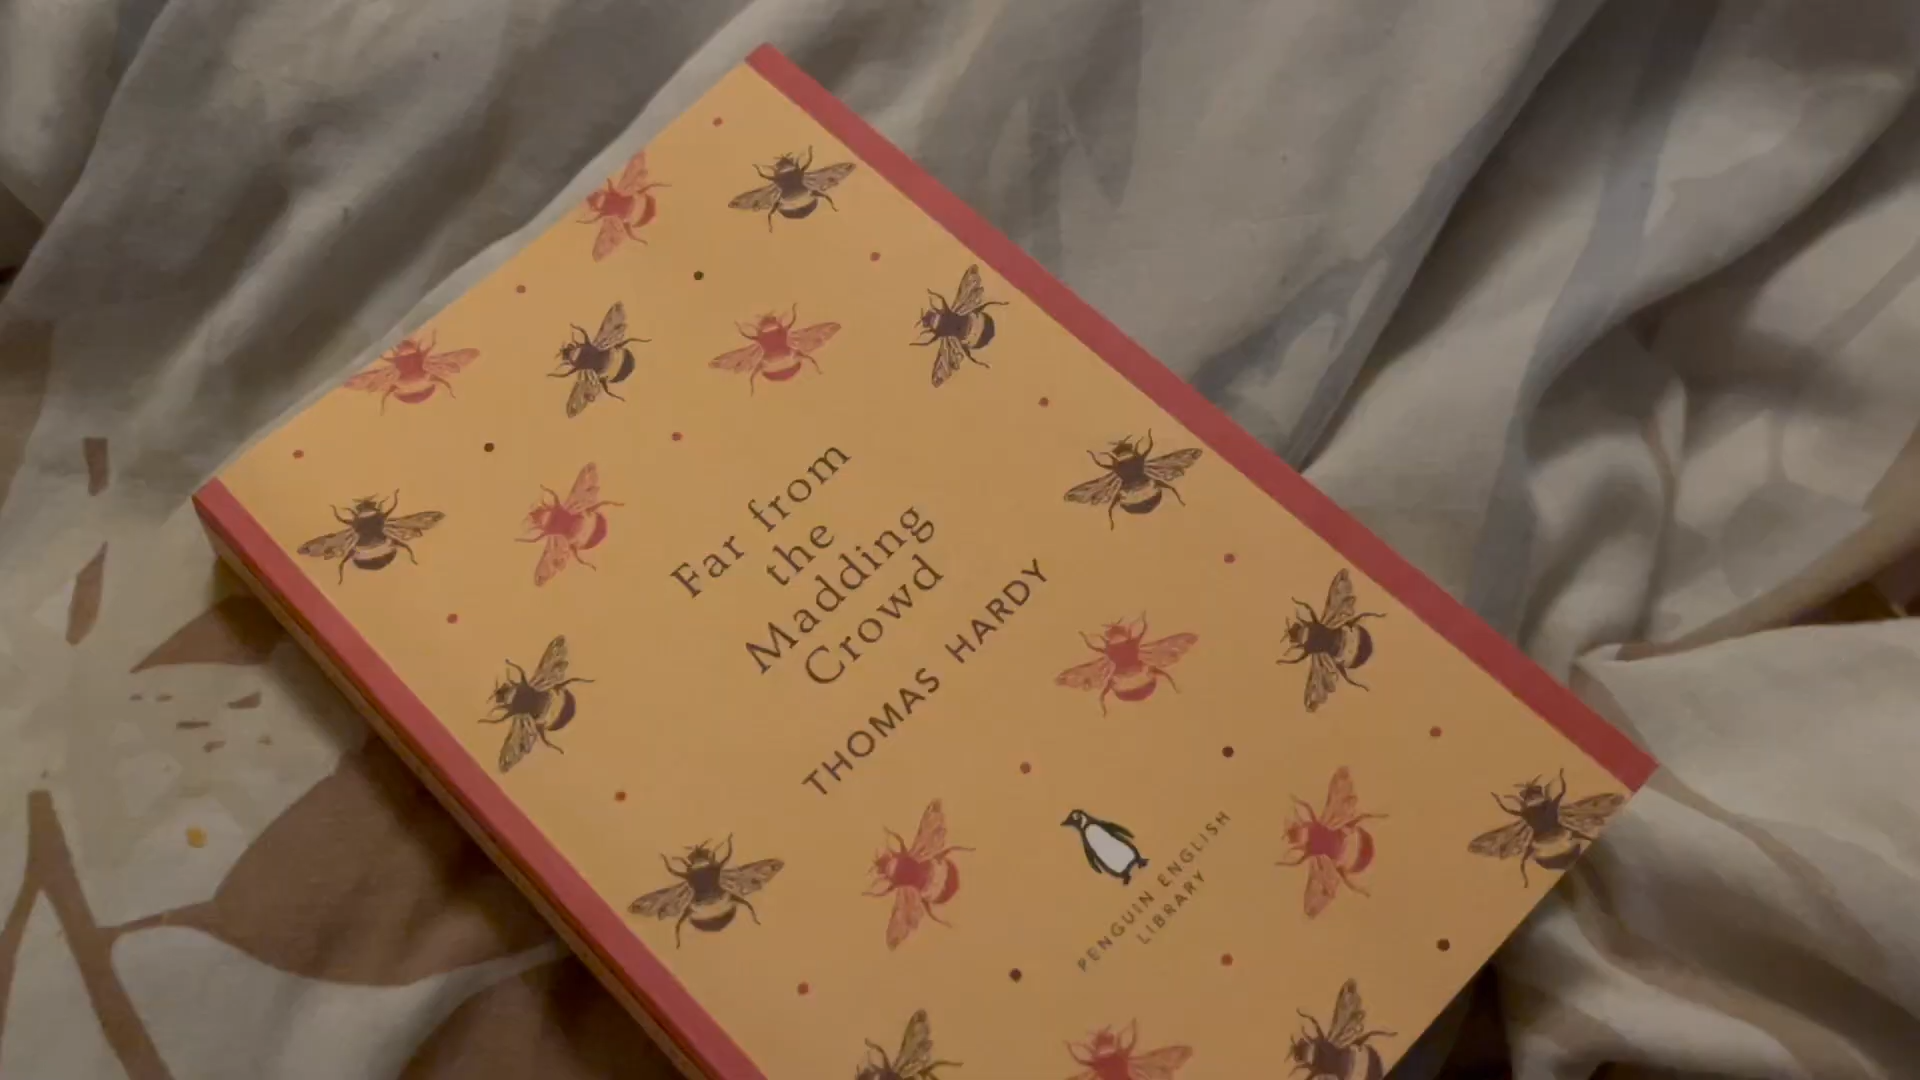 Far from
the
Madding
Crowd
THOMAS HARDY
PENGUIN ENGLISH
LIBRARY